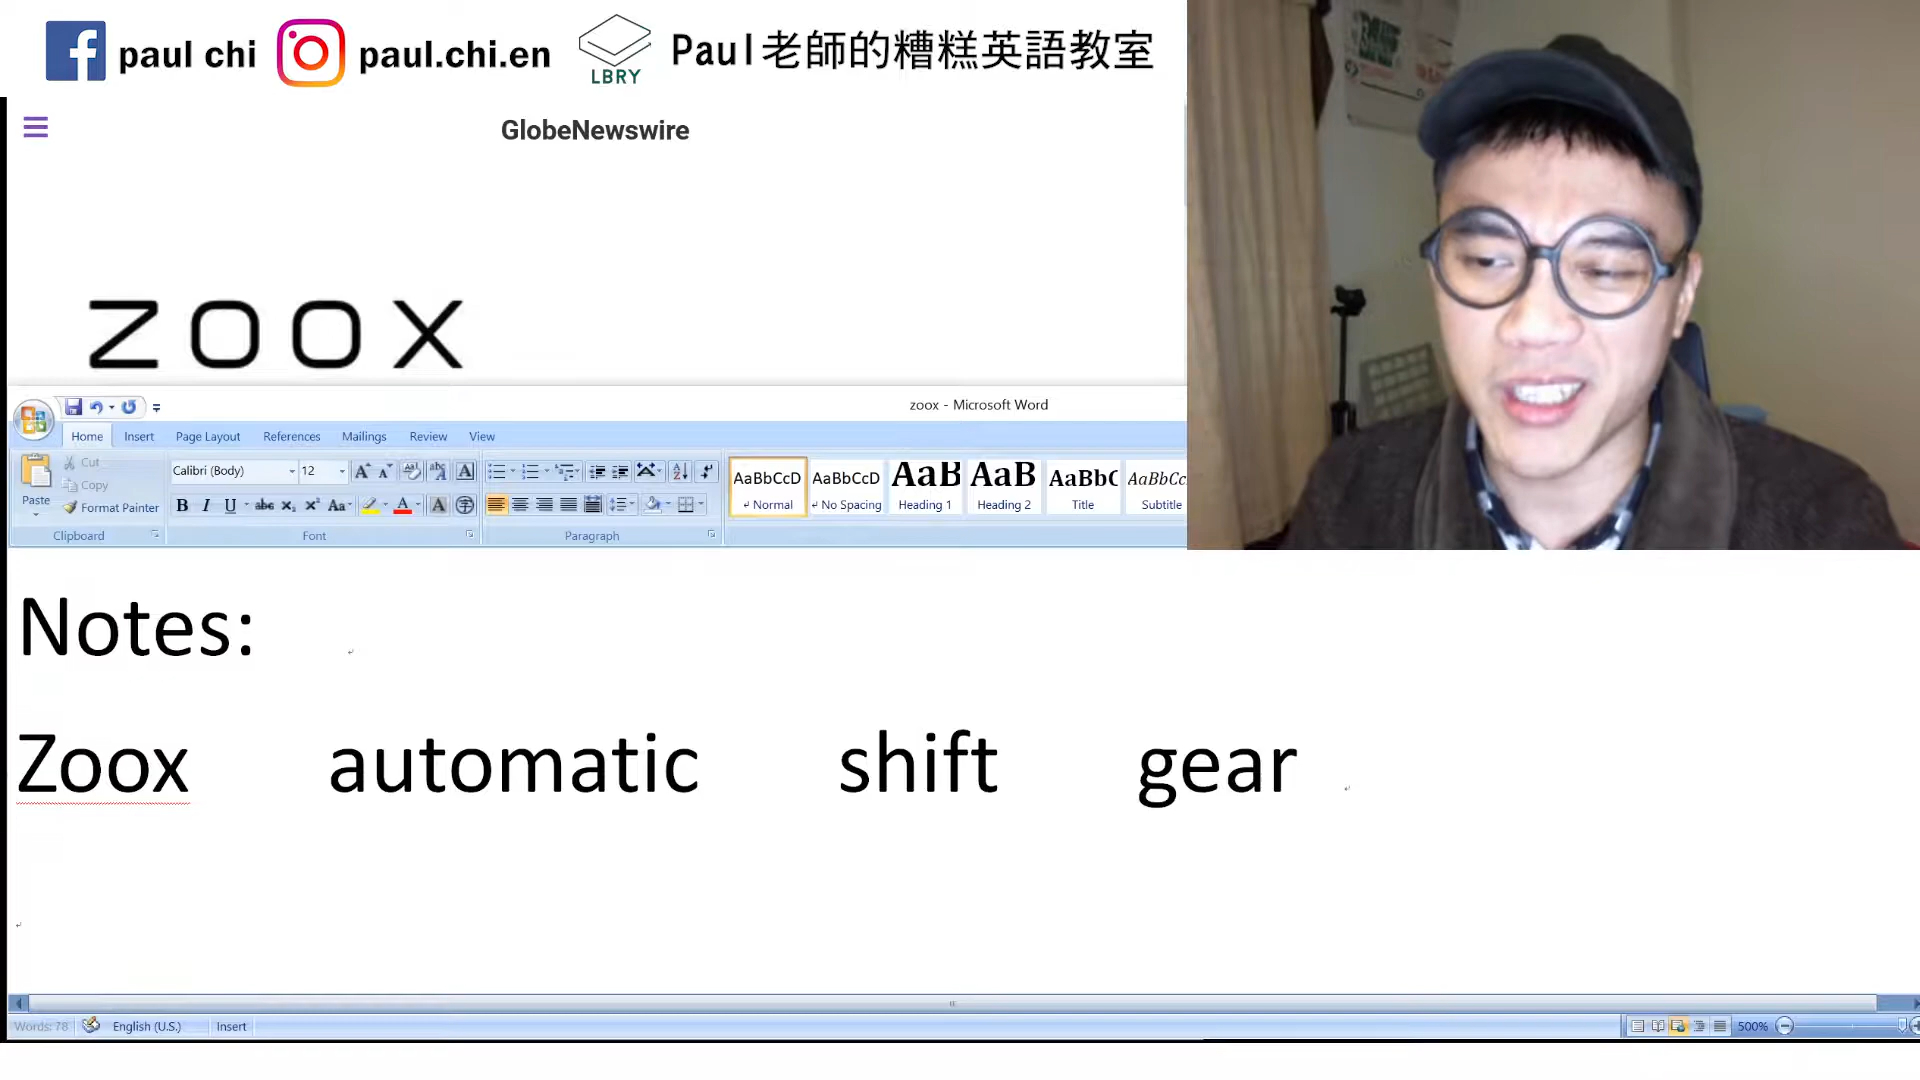 paul chi paul.chi.en LBRY Paul老師的糟糕英語教室
GlobeNewswire
ZOOX
zoox - Microsoft Word
Home Insert Page Layout References Mailings Review View
Paste Cut Copy Format Painter
Calibri (Body) 12
AaBbCcD AaBbCcD AaB AaB AaBbC AaBbCc
Normal No Spacing Heading 1 Heading 2 Title Subtitle
Clipboard Font Paragraph
Notes:
Zoox automatic shift gear
Words: 78 English (U.S.) Insert 500%